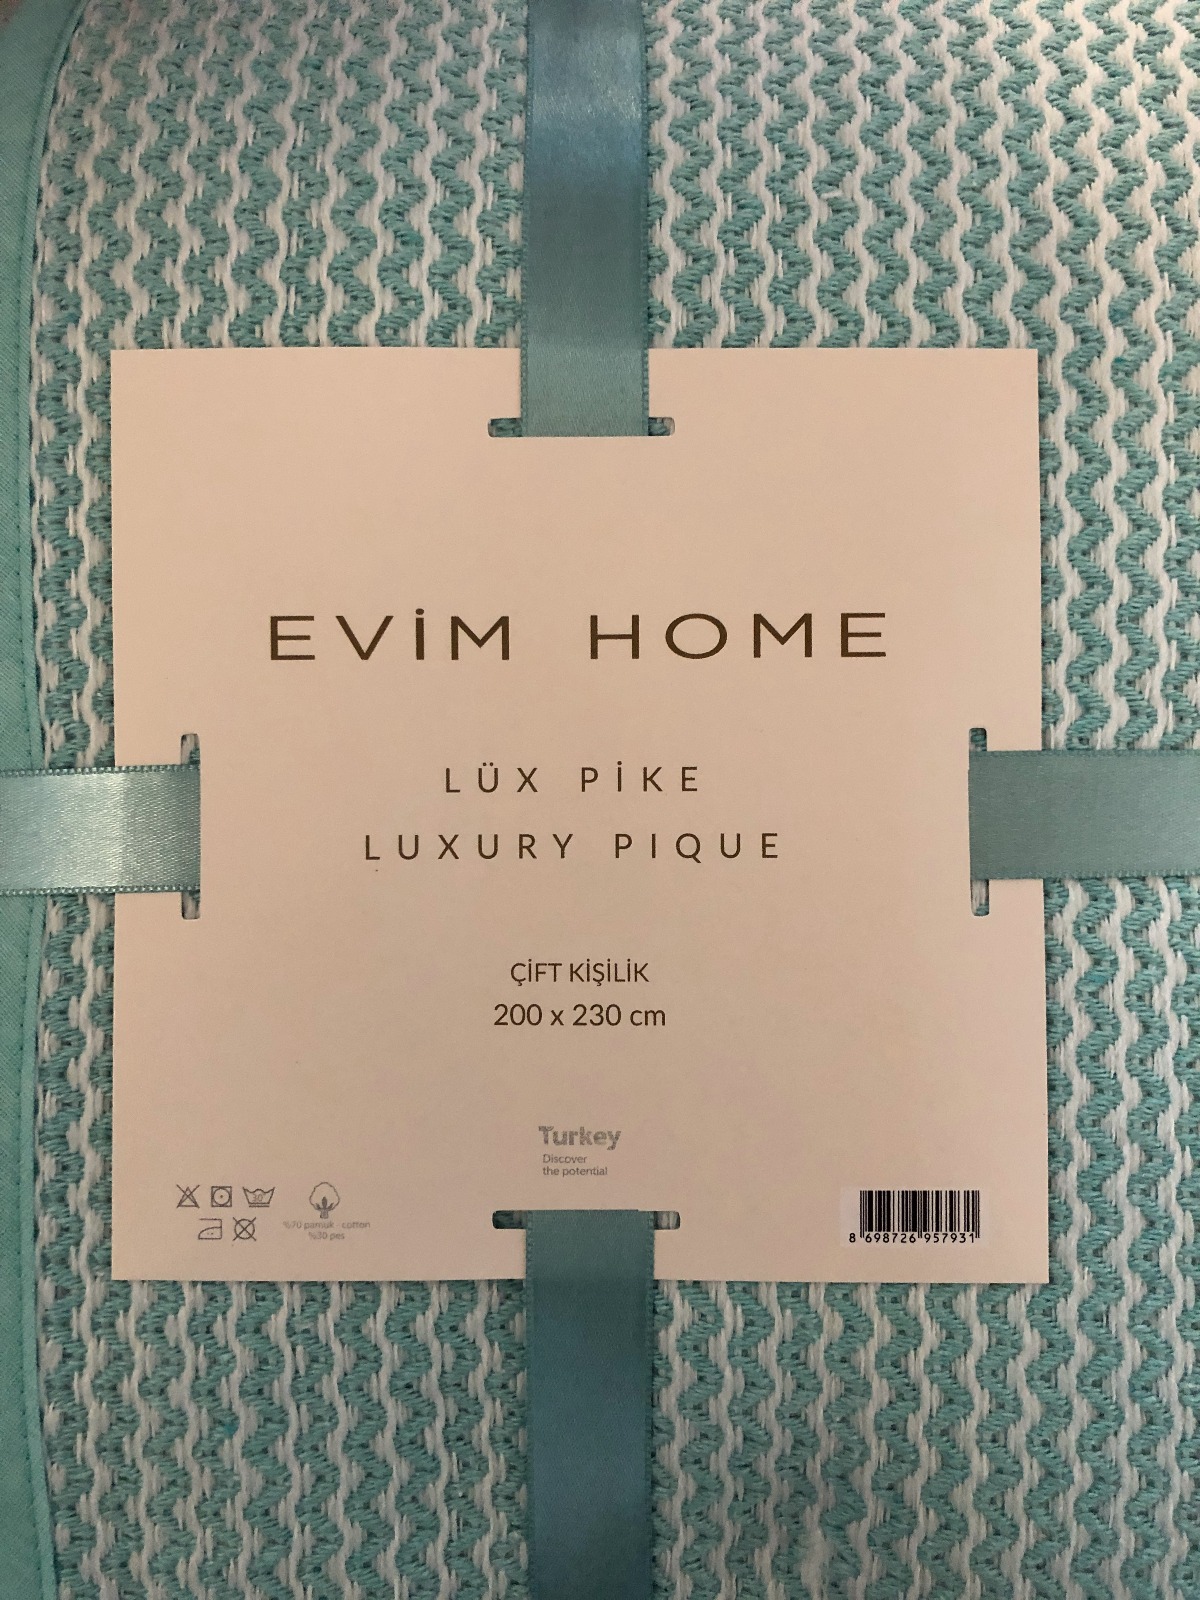 EVİM HOME
LÜX PİKE
LUXURY PIQUE
ÇİFT KİŞİLİK
200 x 230 cm
Turkey
Discover
the potential
30°
%70 pamuk - cotton
%30 pes
8 698726 957931